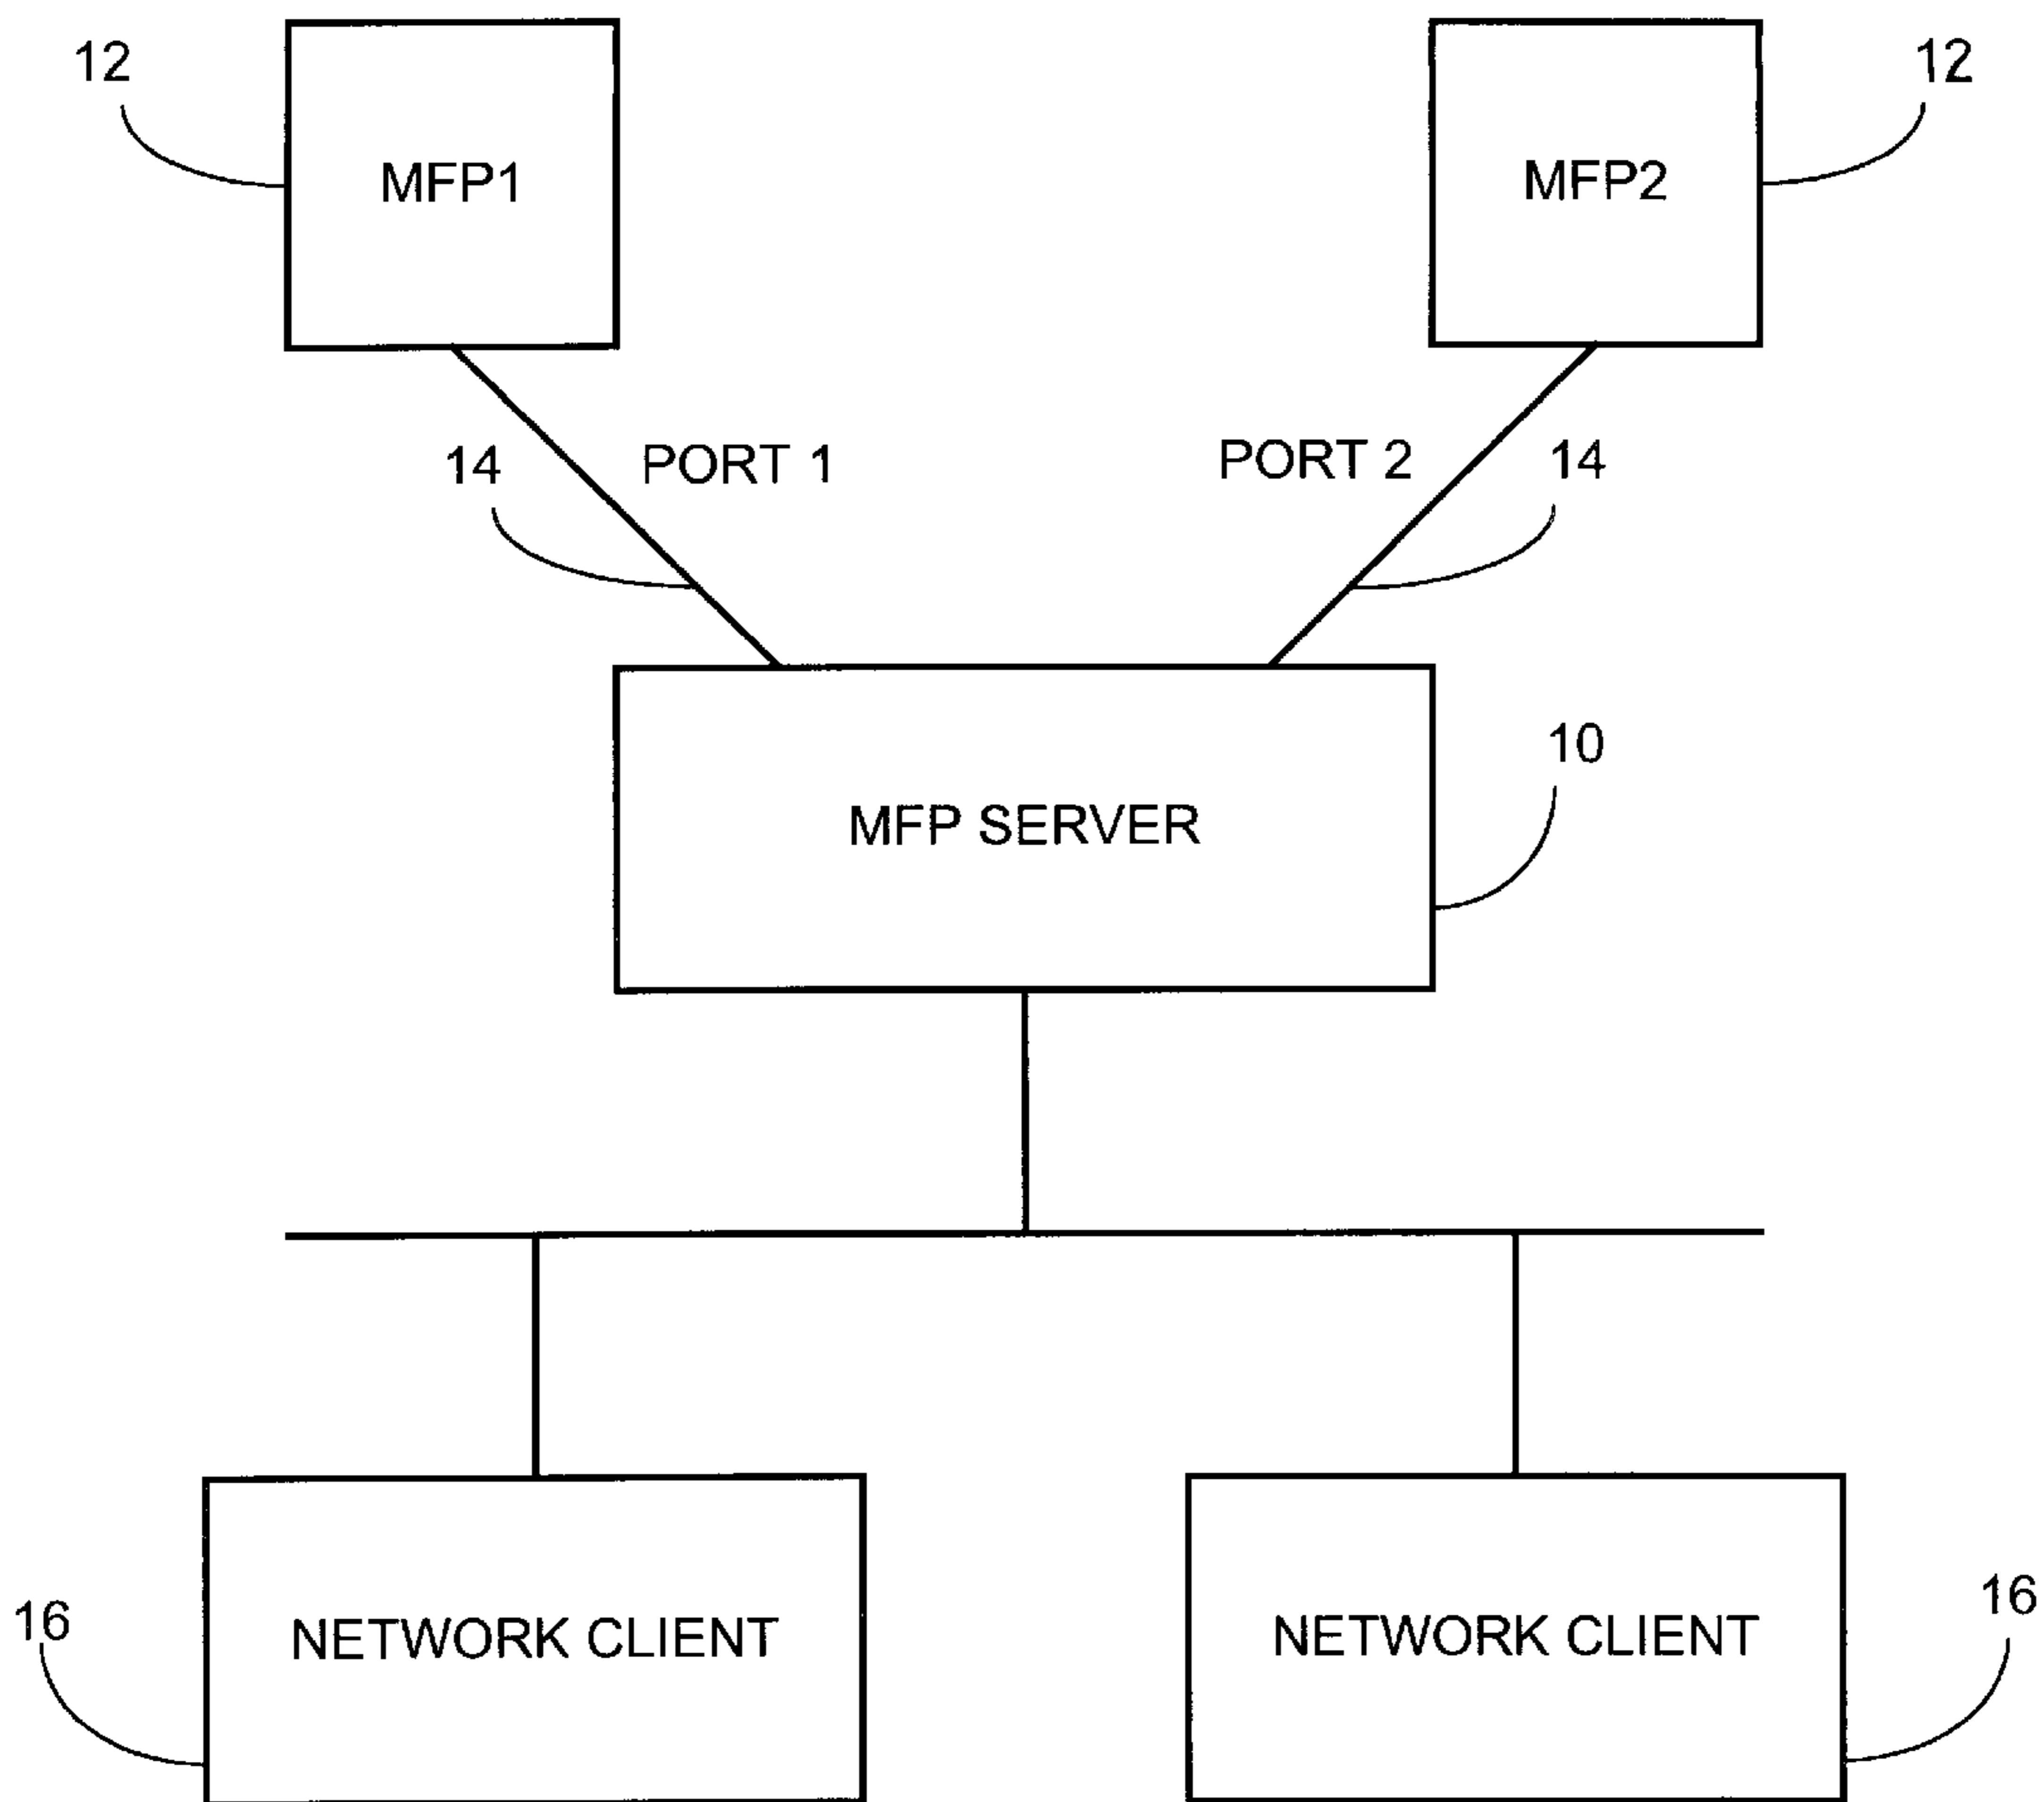 12
MFP1
MFP2
12
14
PORT 1
PORT 2
14
MFP SERVER
10
16
NETWORK CLIENT
NETWORK CLIENT
16